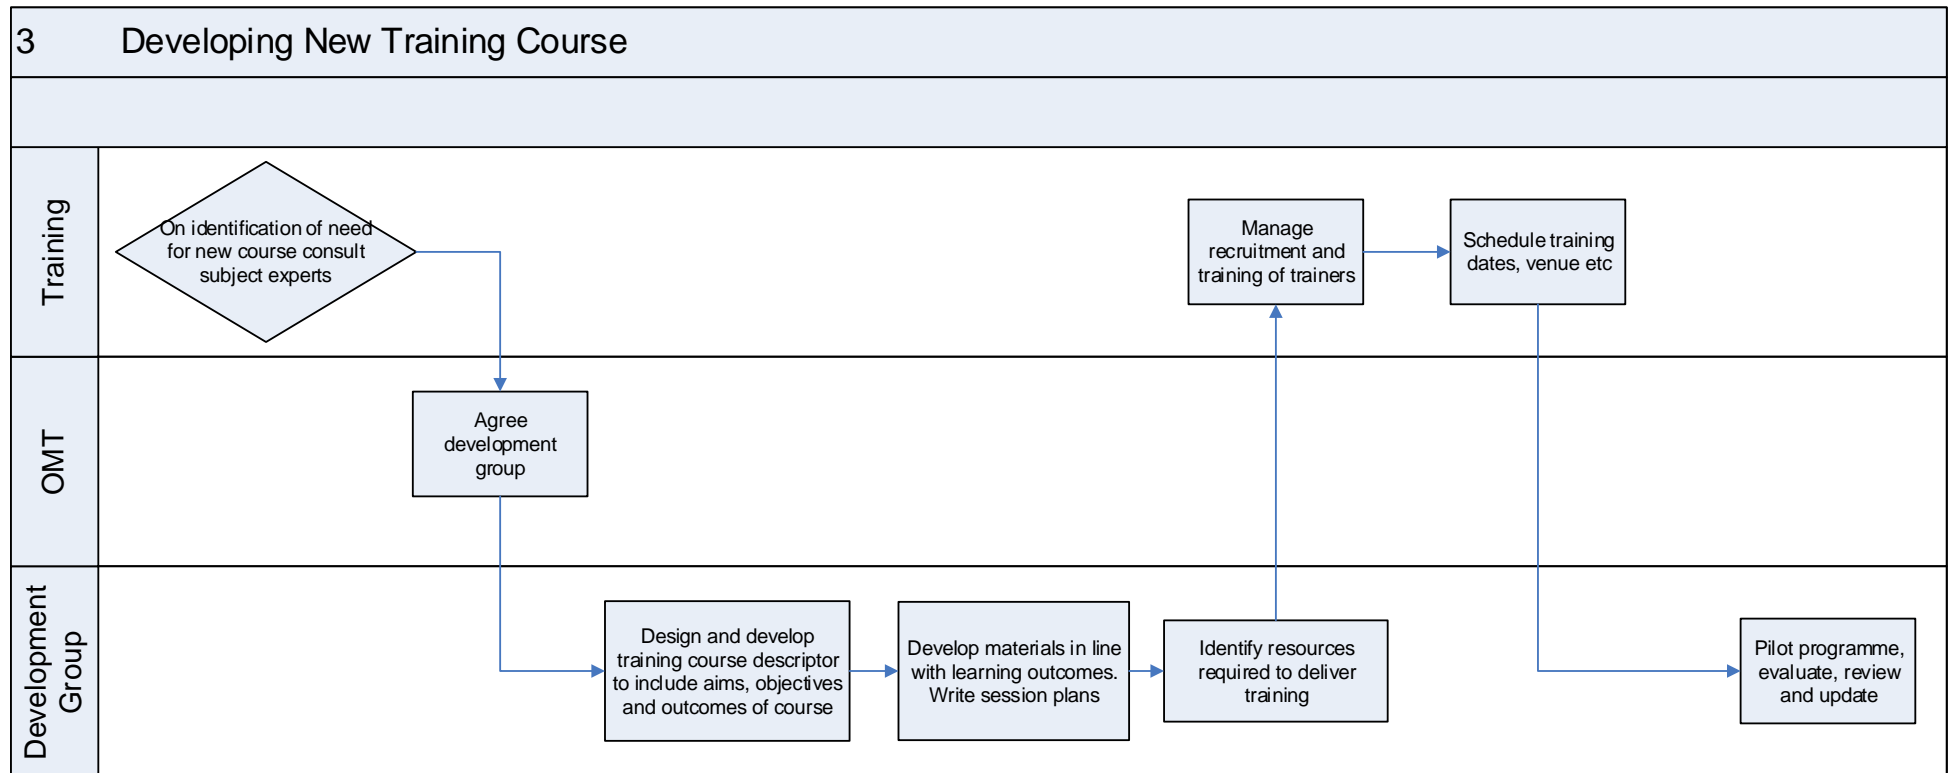 3 Developing New Training Course
Training
On identification of need
for new course consult
subject experts
Manage
recruitment and
training of trainers
Schedule training
dates, venue etc
OMT
Agree
development
group
Development
Group
Design and develop
training course descriptor
to include aims, objectives
and outcomes of course
Develop materials in line
with learning outcomes.
Write session plans
Identify resources
required to deliver
training
Pilot programme,
evaluate, review
and update